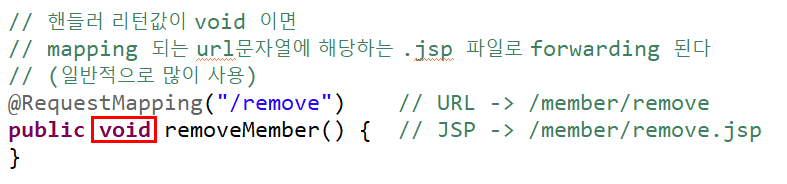 // 핸들러 리턴값이 void 이면
// mapping 되는 url문자열에 해당하는 .jsp 파일로 forwarding 된다
// (일반적으로 많이 사용)
@RequestMapping("/remove")    // URL -> /member/remove
public void removeMember() {  // JSP -> /member/remove.jsp
}